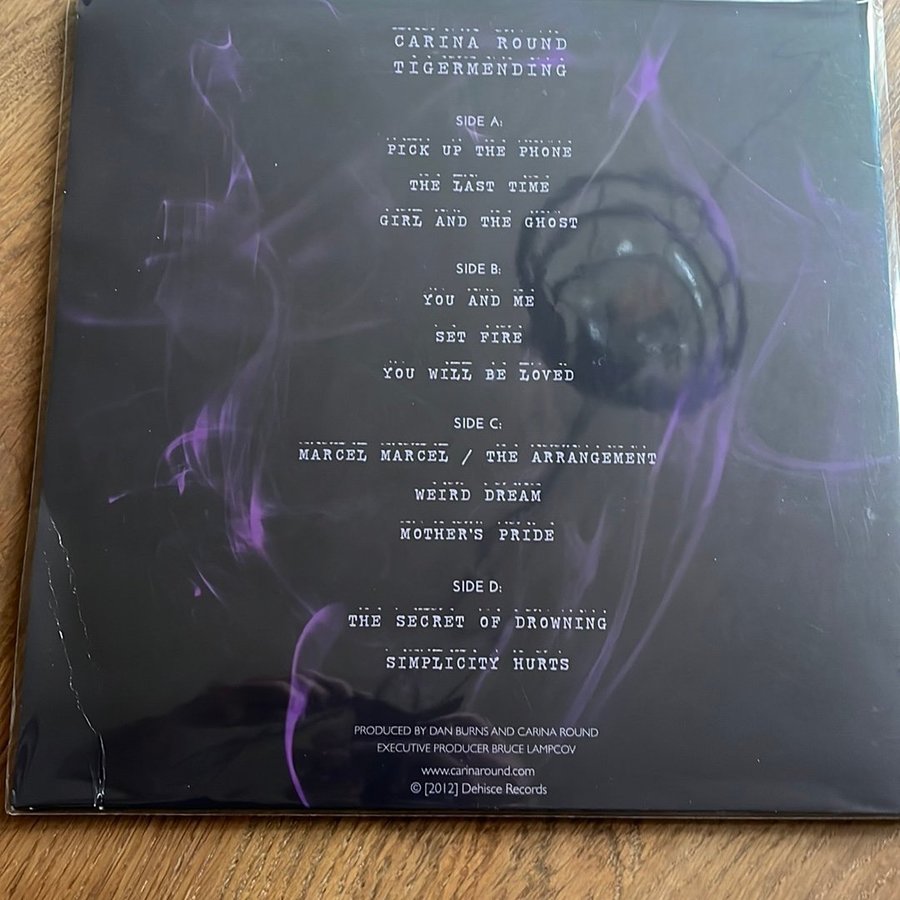 CARINA ROUND
TIGERMENDING
SIDE A:
PICK UP THE PHONE
THE LAST TIME
GIRL AND THE GHOST
SIDE B:
YOU AND ME
SET FIRE
YOU WILL BE LOVED
SIDE C:
MARCEL MARCEL / THE ARRANGEMENT
WEIRD DREAM
MOTHER'S PRIDE
SIDE D:
THE SECRET OF DROWNING
SIMPLICITY HURTS
PRODUCED BY DAN BURNS AND CARINA ROUND
EXECUTIVE PRODUCER BRUCE LAMPCOV
www.carinaround.com
© [2012] Dehisce Records